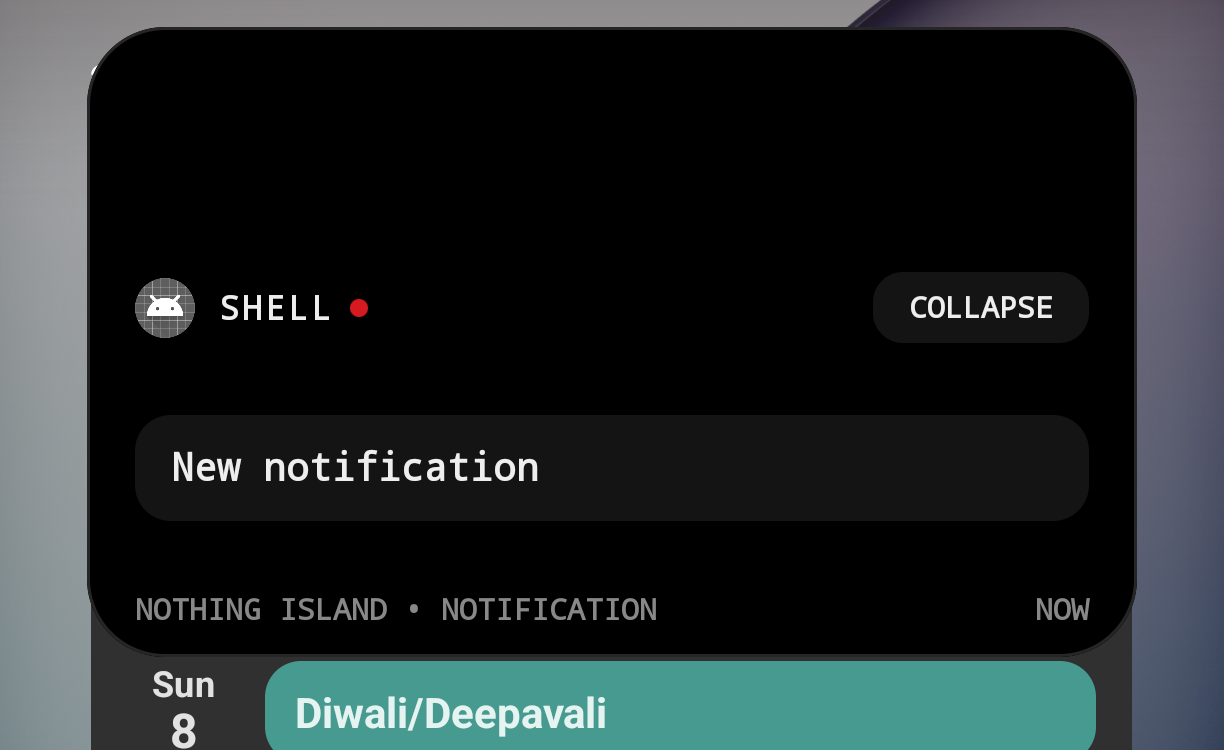 SHELL
COLLAPSE
New notification
NOTHING ISLAND • NOTIFICATION
NOW
Sun
8
Diwali/Deepavali